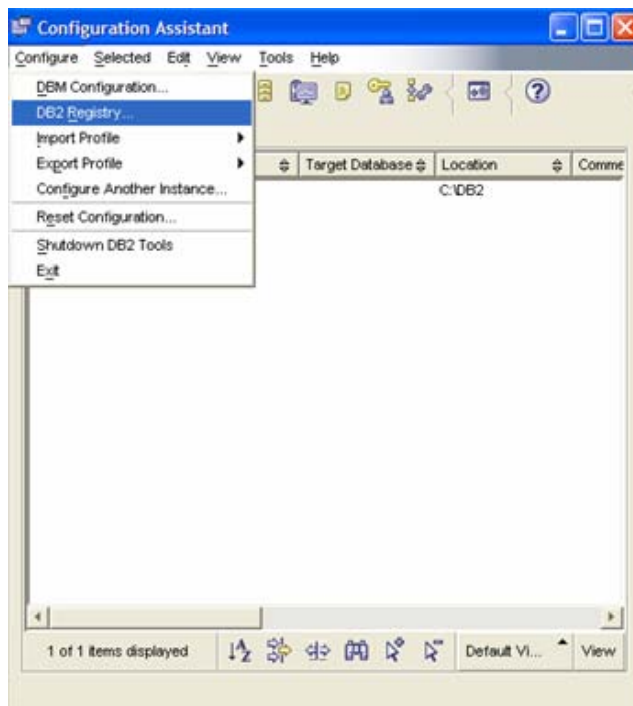 Configuration Assistant
Configure Selected Edit View Tools Help
DBM Configuration...
DB2 Registry...
Import Profile
Export Profile
Configure Another Instance...
Reset Configuration...
Shutdown DB2 Tools
Exit
Target Database Location Comme
C:\DB2
1 of 1 items displayed Default Vi... View